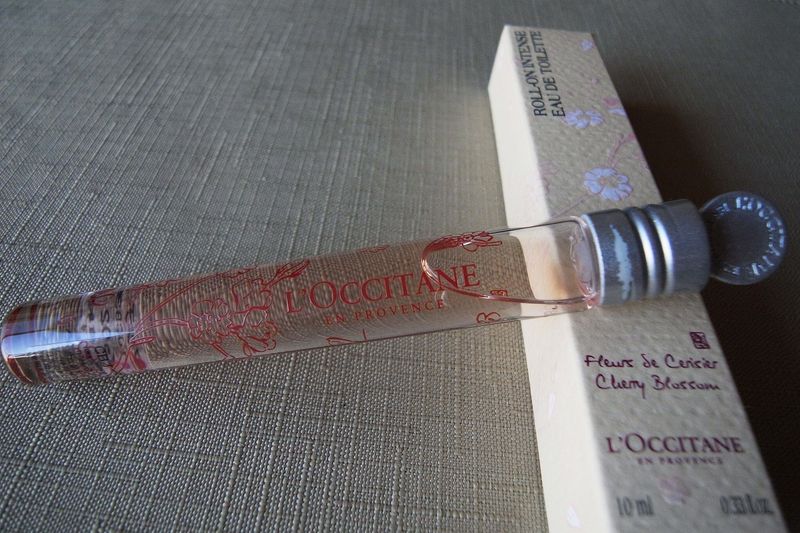 ROLL-ON INTENSE
EAU DE TOILETTE
L'OCCITANE
EN PROVENCE
Fleurs de Cerisier
Cherry Blossom
L'OCCITANE
EN PROVENCE
10 ml 0.33 fl.oz.
L'OCCITANE